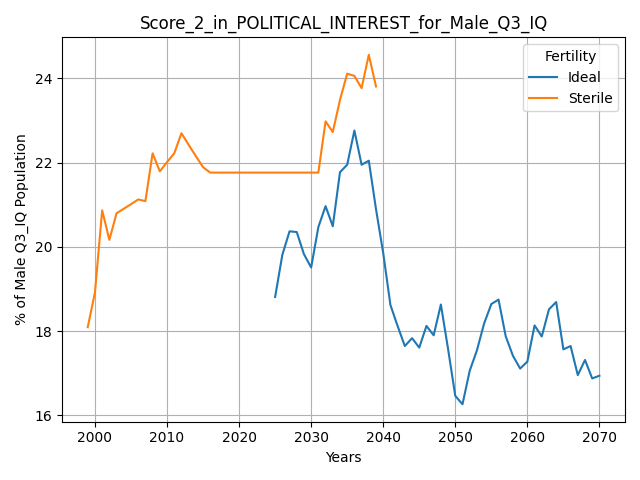 Score_2_in_POLITICAL_INTEREST_for_Male_Q3_IQ
Fertility
Ideal
Sterile
% of Male Q3_IQ Population
24
22
20
18
16
2000 2010 2020 2030 2040 2050 2060 2070
Years